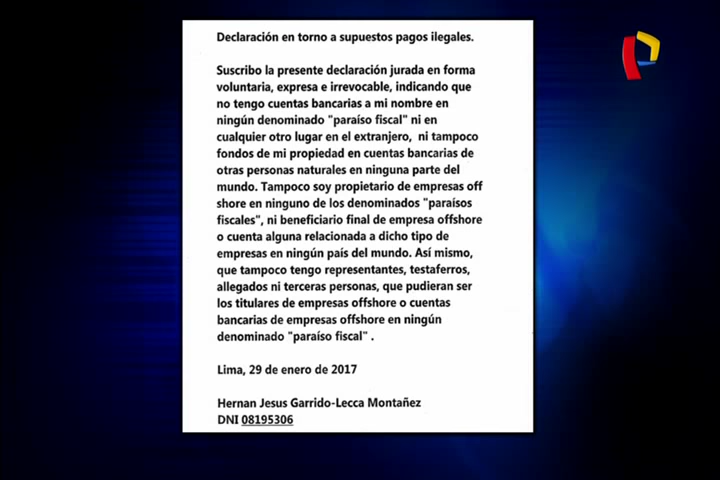 Declaración en torno a supuestos pagos ilegales.
Suscribo la presente declaración jurada en forma
voluntaria, expresa e irrevocable, indicando que
no tengo cuentas bancarias a mi nombre en
ningún denominado "paraíso fiscal" ni en
cualquier otro lugar en el extranjero,  ni tampoco
fondos de mi propiedad en cuentas bancarias de
otras personas naturales en ninguna parte del
mundo. Tampoco soy propietario de empresas off
shore en ninguno de los denominados "paraísos
fiscales", ni beneficiario final de empresa offshore
o cuenta alguna relacionada a dicho tipo de
empresas en ningún país del mundo. Así mismo,
que tampoco tengo representantes, testaferros,
allegados ni terceras personas, que pudieran ser
los titulares de empresas offshore o cuentas
bancarias de empresas offshore en ningún
denominado "paraíso fiscal" .
Lima, 29 de enero de 2017
Hernan Jesus Garrido-Lecca Montañez
DNI 08195306